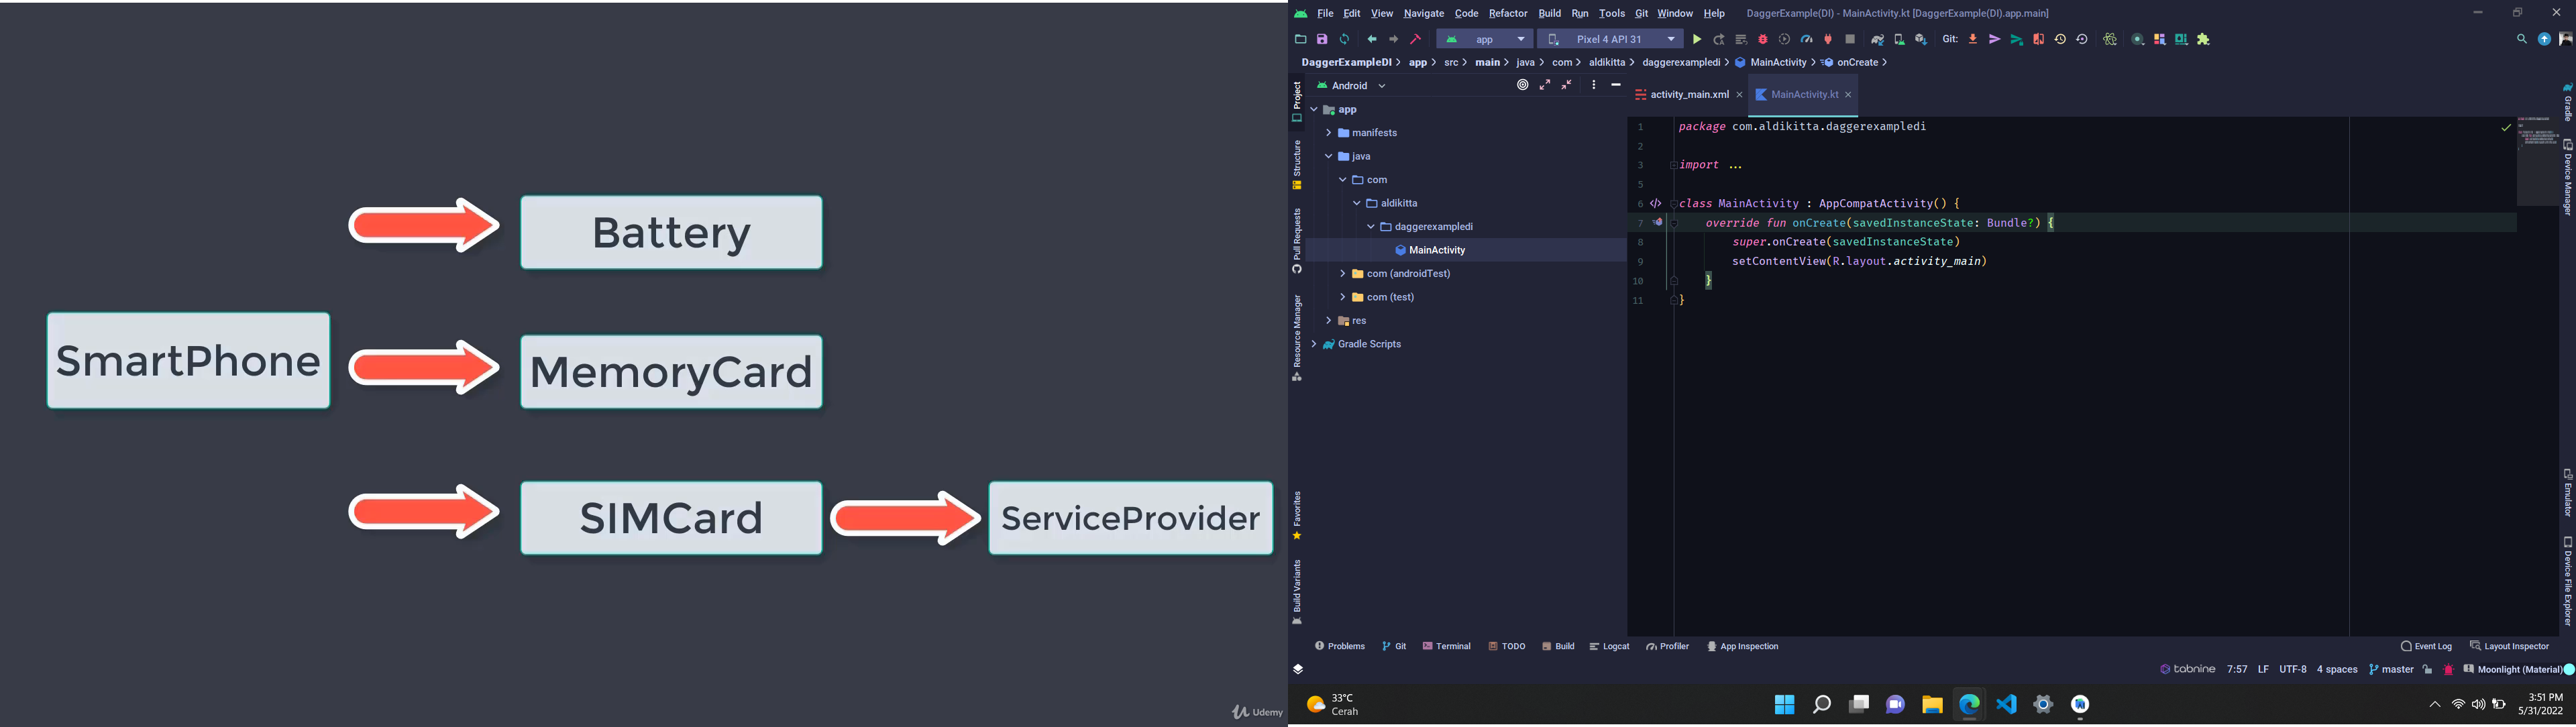 Battery
SmartPhone
MemoryCard
SIMCard
ServiceProvider
Udemy
File Edit View Navigate Code Refactor Build Run Tools Git Window Help DaggerExample(DI) - MainActivity.kt [DaggerExample(DI).app.main]
app Pixel 4 API 31 Git:
DaggerExampleDI app src main java com aldikitta daggerexampledi MainActivity onCreate
Project
Structure
Pull Requests
Resource Manager
Favorites
Build Variants
Android
app
manifests
java
com
aldikitta
daggerexampledi
MainActivity
com (androidTest)
com (test)
res
Gradle Scripts
activity_main.xml MainActivity.kt
1 package com.aldikitta.daggerexampledi
2
3 import ...
5
6 class MainActivity : AppCompatActivity() {
7 override fun onCreate(savedInstanceState: Bundle?) {
8 super.onCreate(savedInstanceState)
9 setContentView(R.layout.activity_main)
10 }
11 }
Gradle
Device Manager
Emulator
Device File Explorer
Problems Git Terminal TODO Build Logcat Profiler App Inspection Event Log Layout Inspector
tabnine 7:57 LF UTF-8 4 spaces master Moonlight (Material)
33°C
Cerah
3:51 PM
5/31/2022